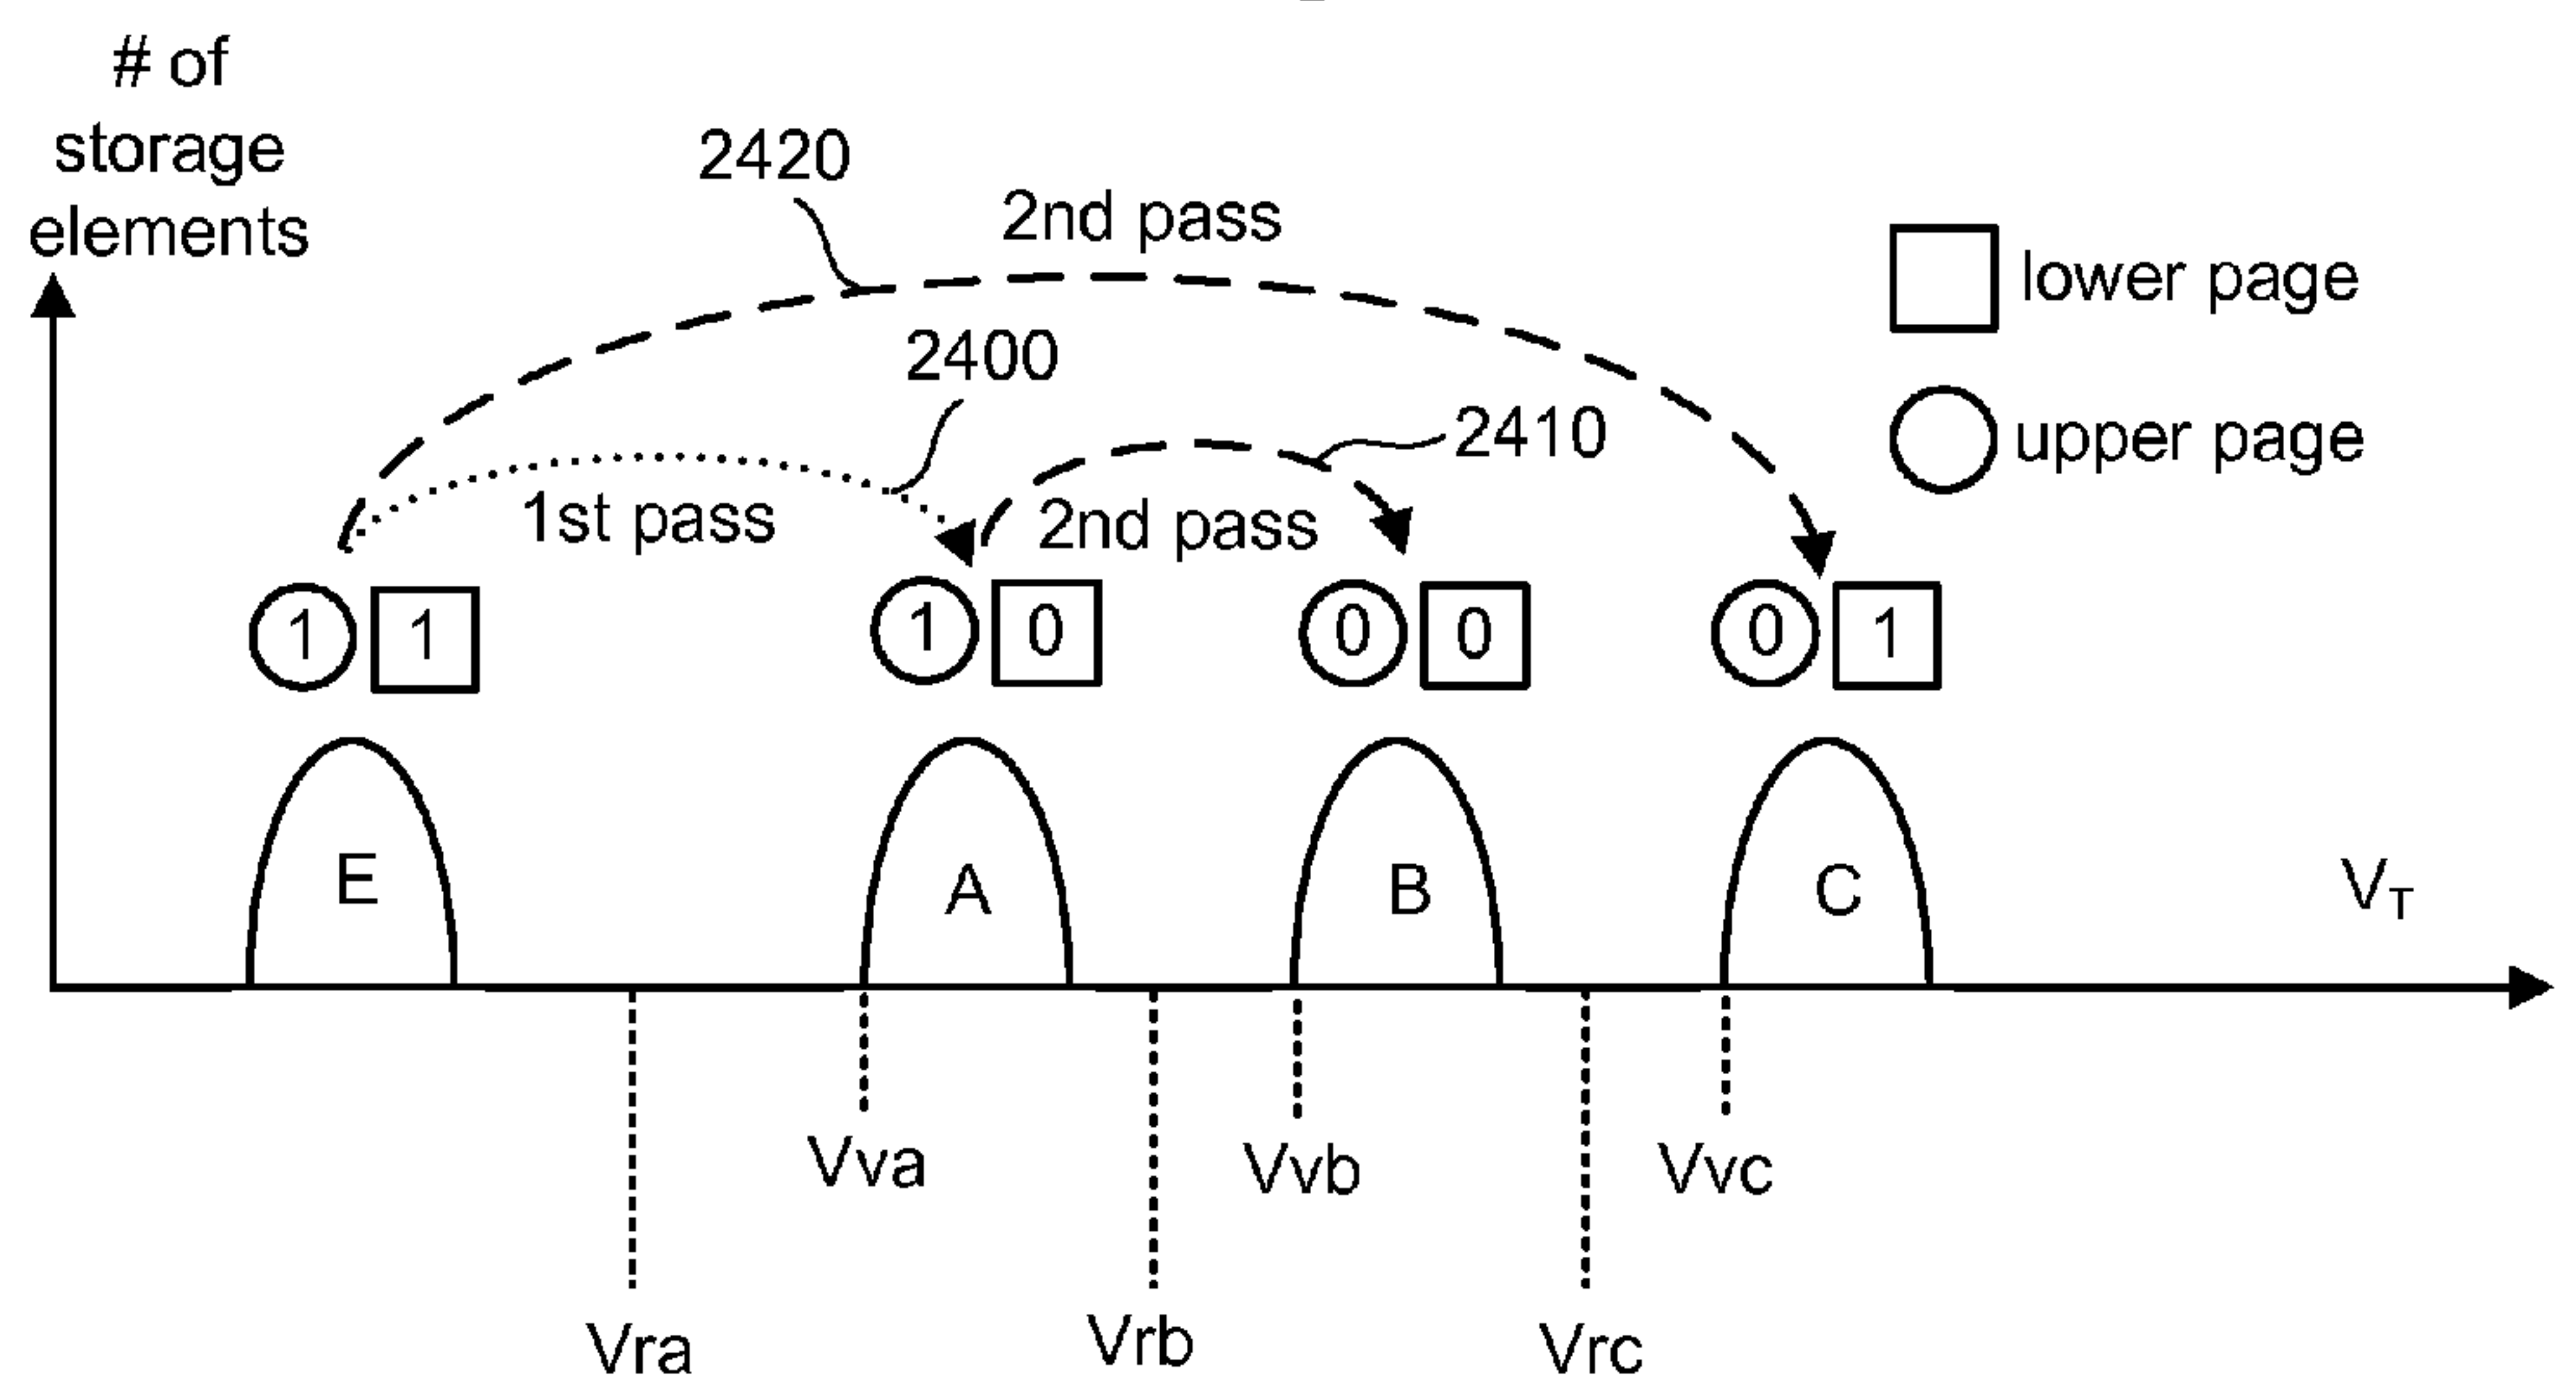 # of
storage
elements
2420
2nd pass
lower page
2400
2410
upper page
1st pass
2nd pass
1 1
1 0
0 0
0 1
E
A
B
C
VT
Vva
Vvb
Vvc
Vra
Vrb
Vrc